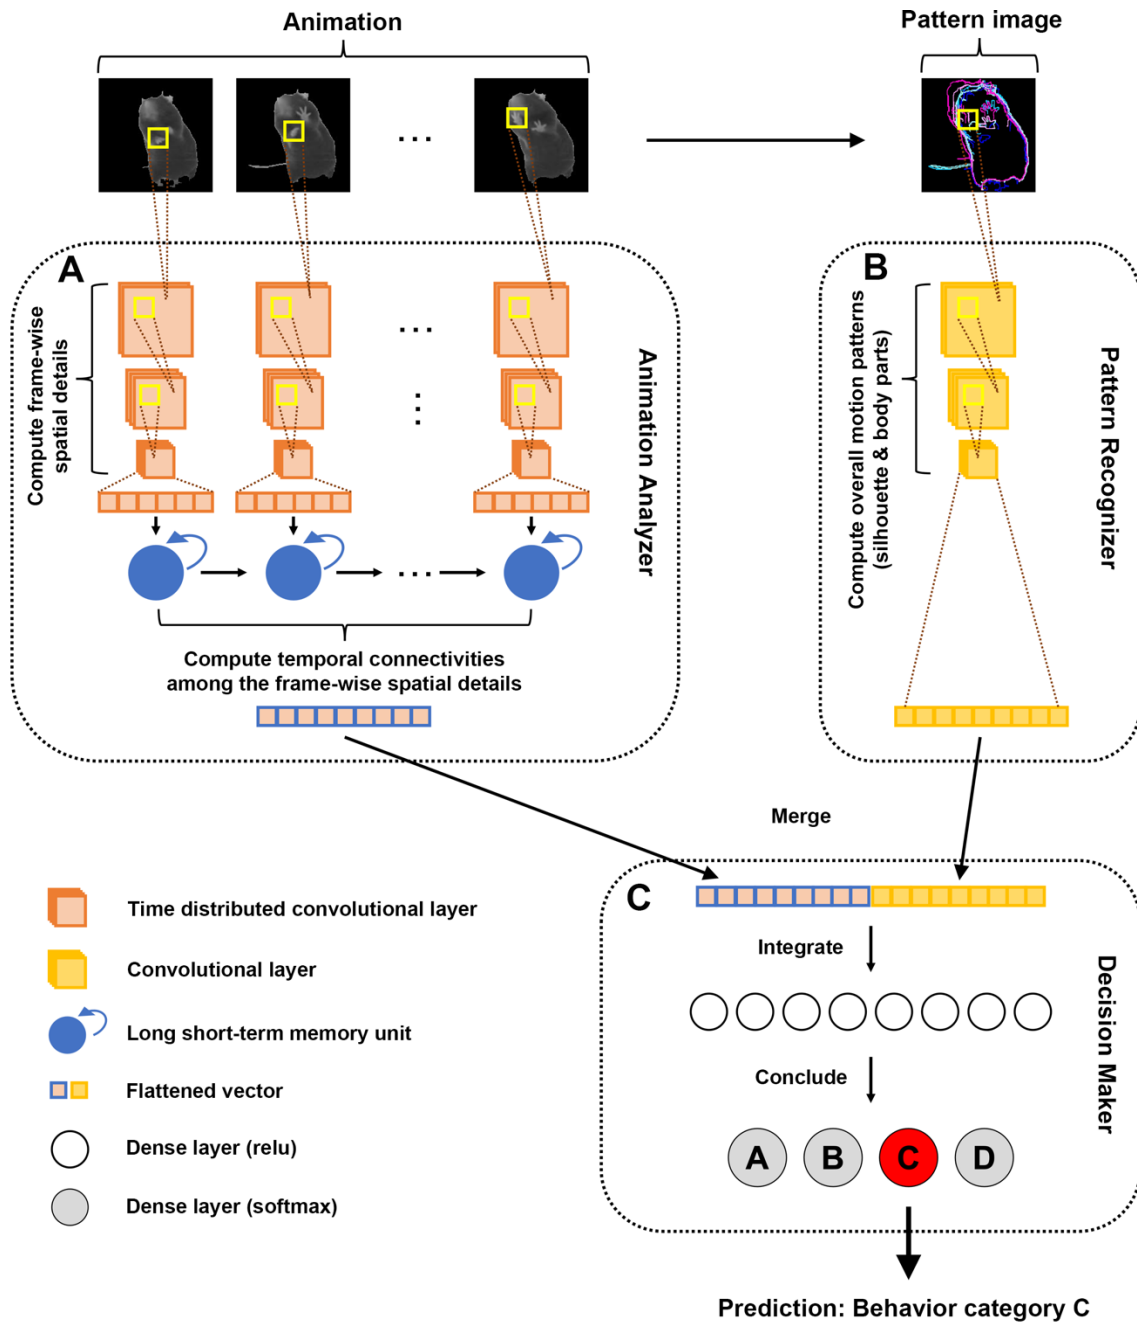 Animation
Pattern image
...
A
Compute frame-wise
spatial details
...
...
Animation Analyzer
...
Compute temporal connectivities
among the frame-wise spatial details
B
Compute overall motion patterns
(silhouette & body parts)
Pattern Recognizer
Merge
Time distributed convolutional layer
Convolutional layer
Long short-term memory unit
Flattened vector
Dense layer (relu)
Dense layer (softmax)
C
Integrate
Conclude
A B C D
Decision Maker
Prediction: Behavior category C